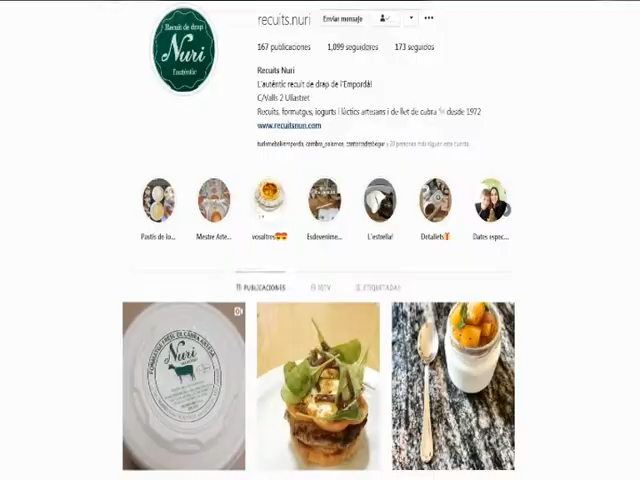 Recuit de drap
Nuri
l'autèntic
recuits.nuri
Enviar mensaje
167 publicaciones
1,099 seguidores
173 seguidos
Recuits Nuri
L'autèntic recuit de drap de l'Empordà!
C/Valls 2 Ullastret
Recuits, formatges, iogurts i làctics artesans i de llet de cabra desde 1972
www.recuitsnuri.com
Pastís de lo...
Mestre Arte...
vosaltres
Esdevenime...
L'estrella!
Detallets
Dates espec...
PUBLICACIONES
IGTV
ETIQUETADAS
Nuri